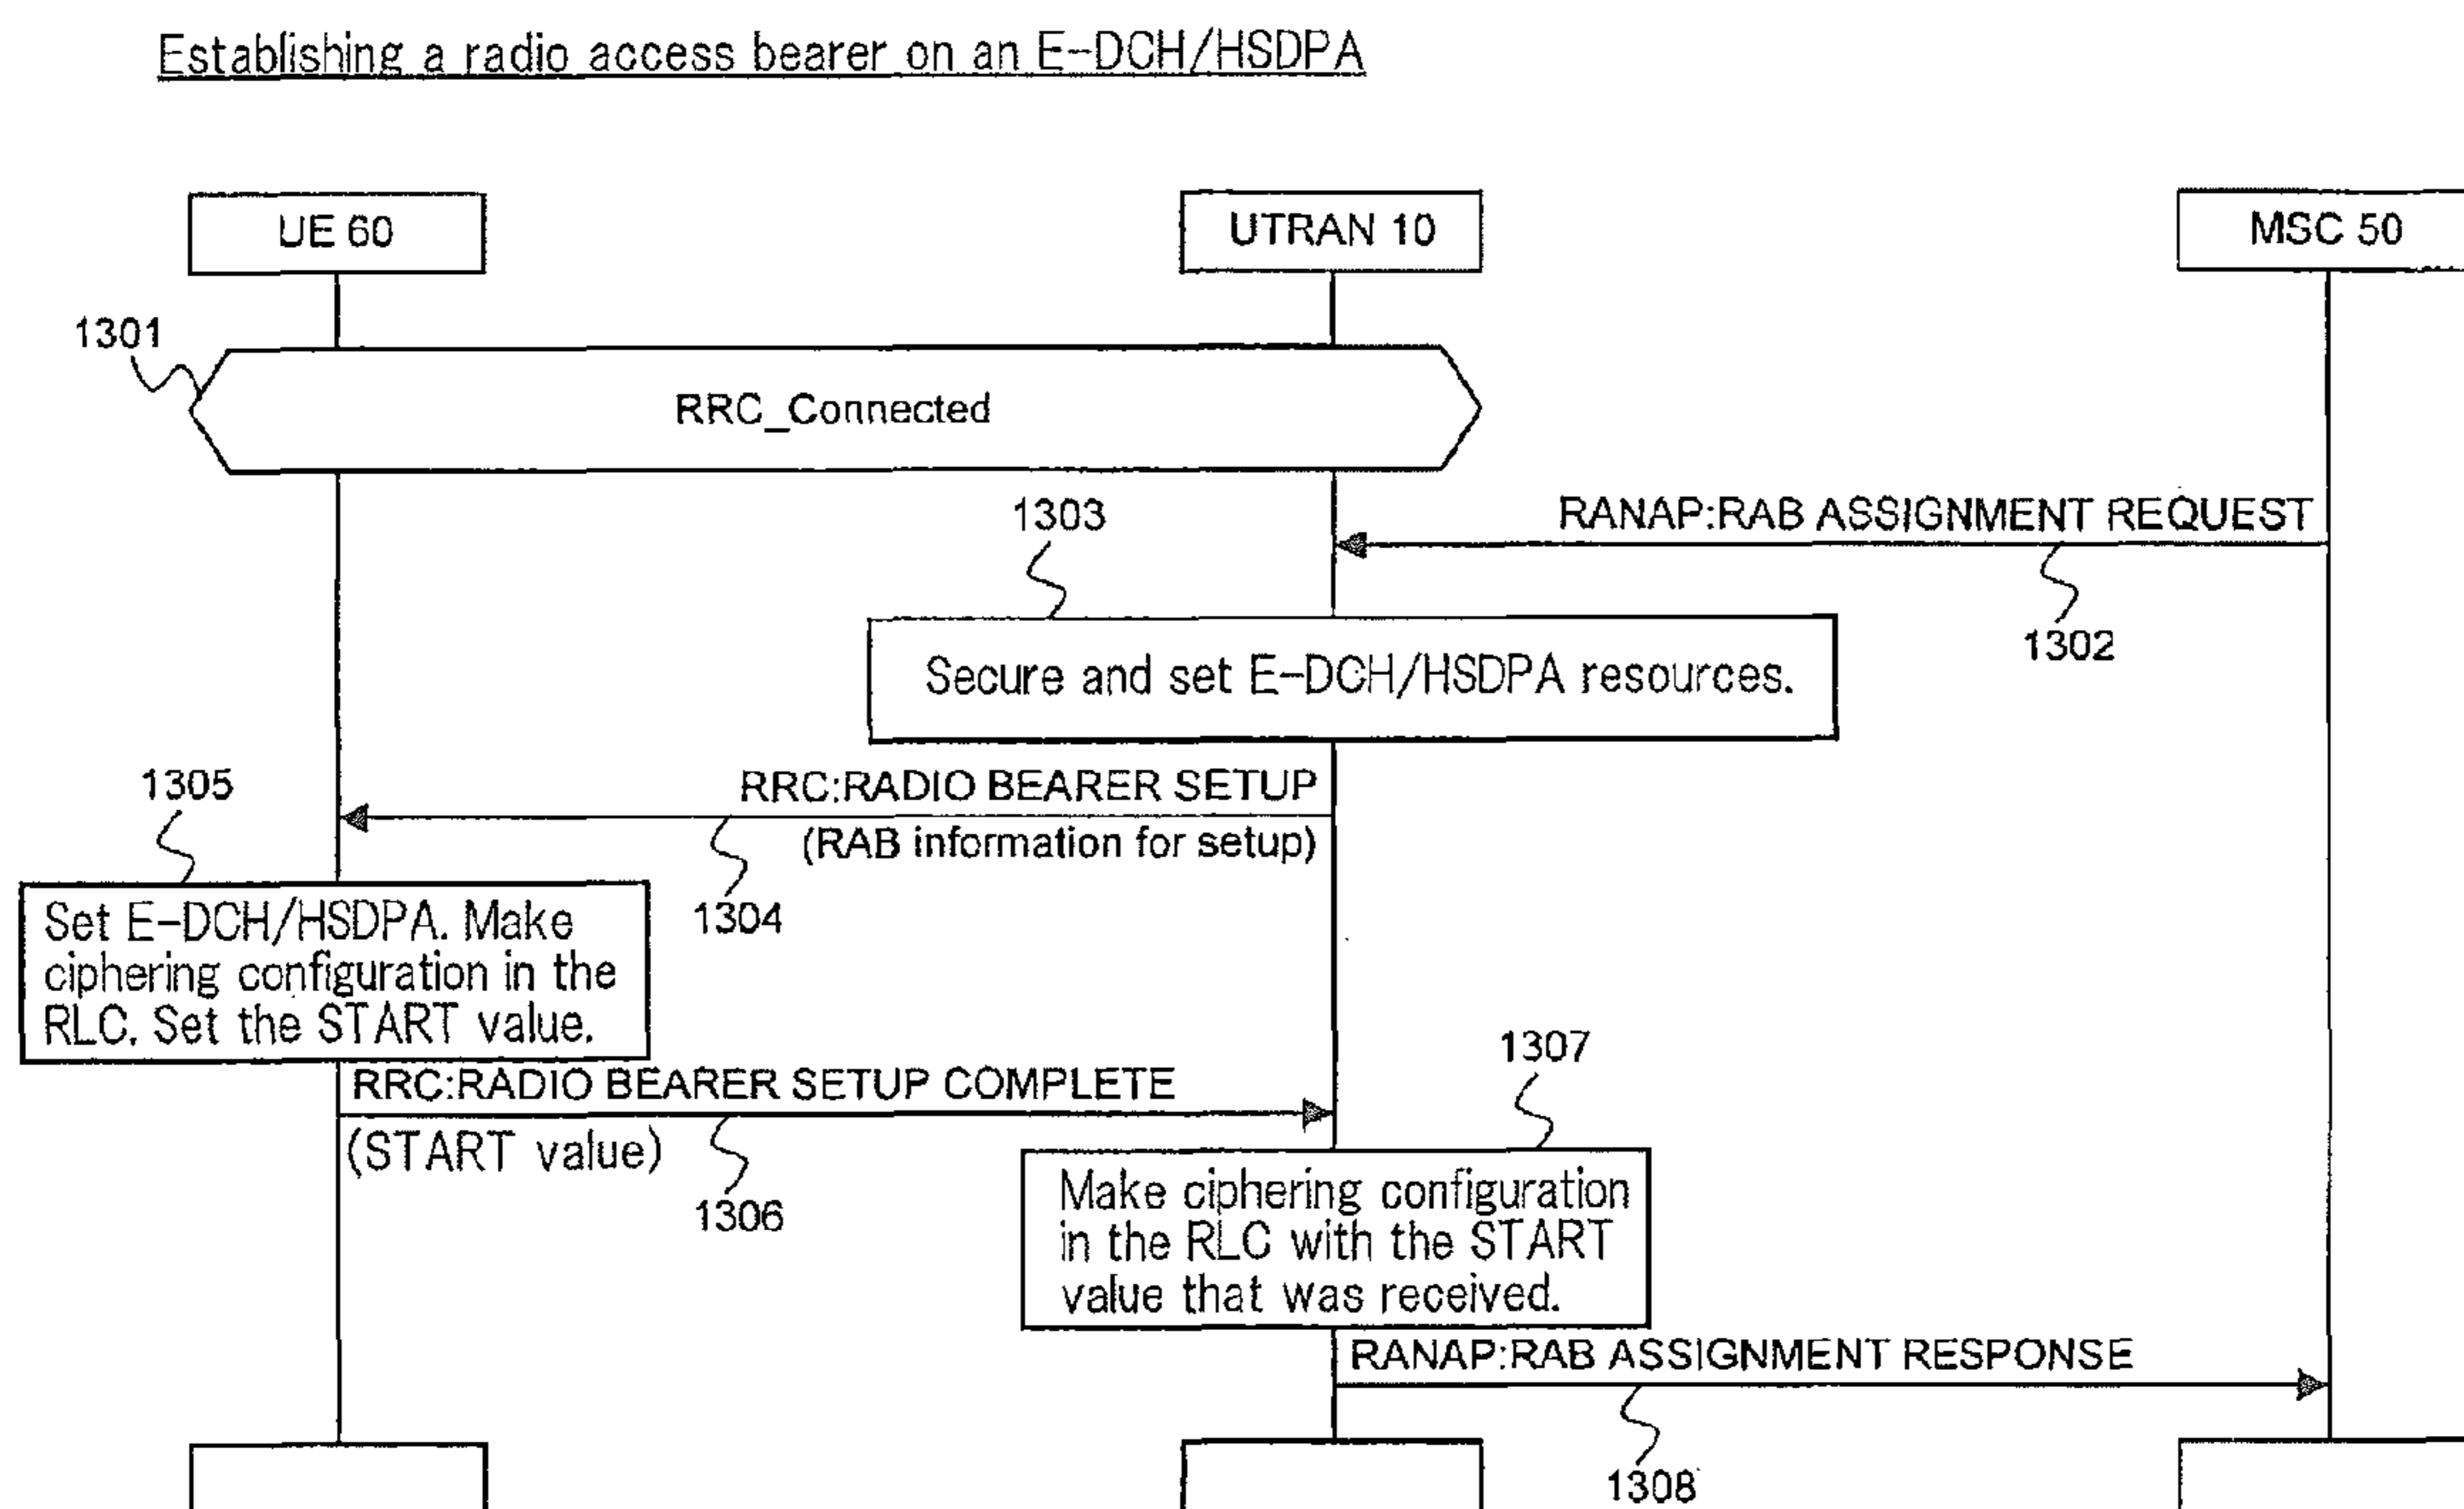 Establishing a radio access bearer on an E-DCH/HSDPA
UE 60
UTRAN 10
MSC 50
1301
RRC_Connected
1303
RANAP:RAB ASSIGNMENT REQUEST
1302
Secure and set E-DCH/HSDPA resources.
1305
RRC:RADIO BEARER SETUP
(RAB information for setup)
1304
Set E-DCH/HSDPA. Make
ciphering configuration in the
RLC. Set the START value.
1307
RRC:RADIO BEARER SETUP COMPLETE
(START value)
1306
Make ciphering configuration
in the RLC with the START
value that was received.
RANAP:RAB ASSIGNMENT RESPONSE
1308